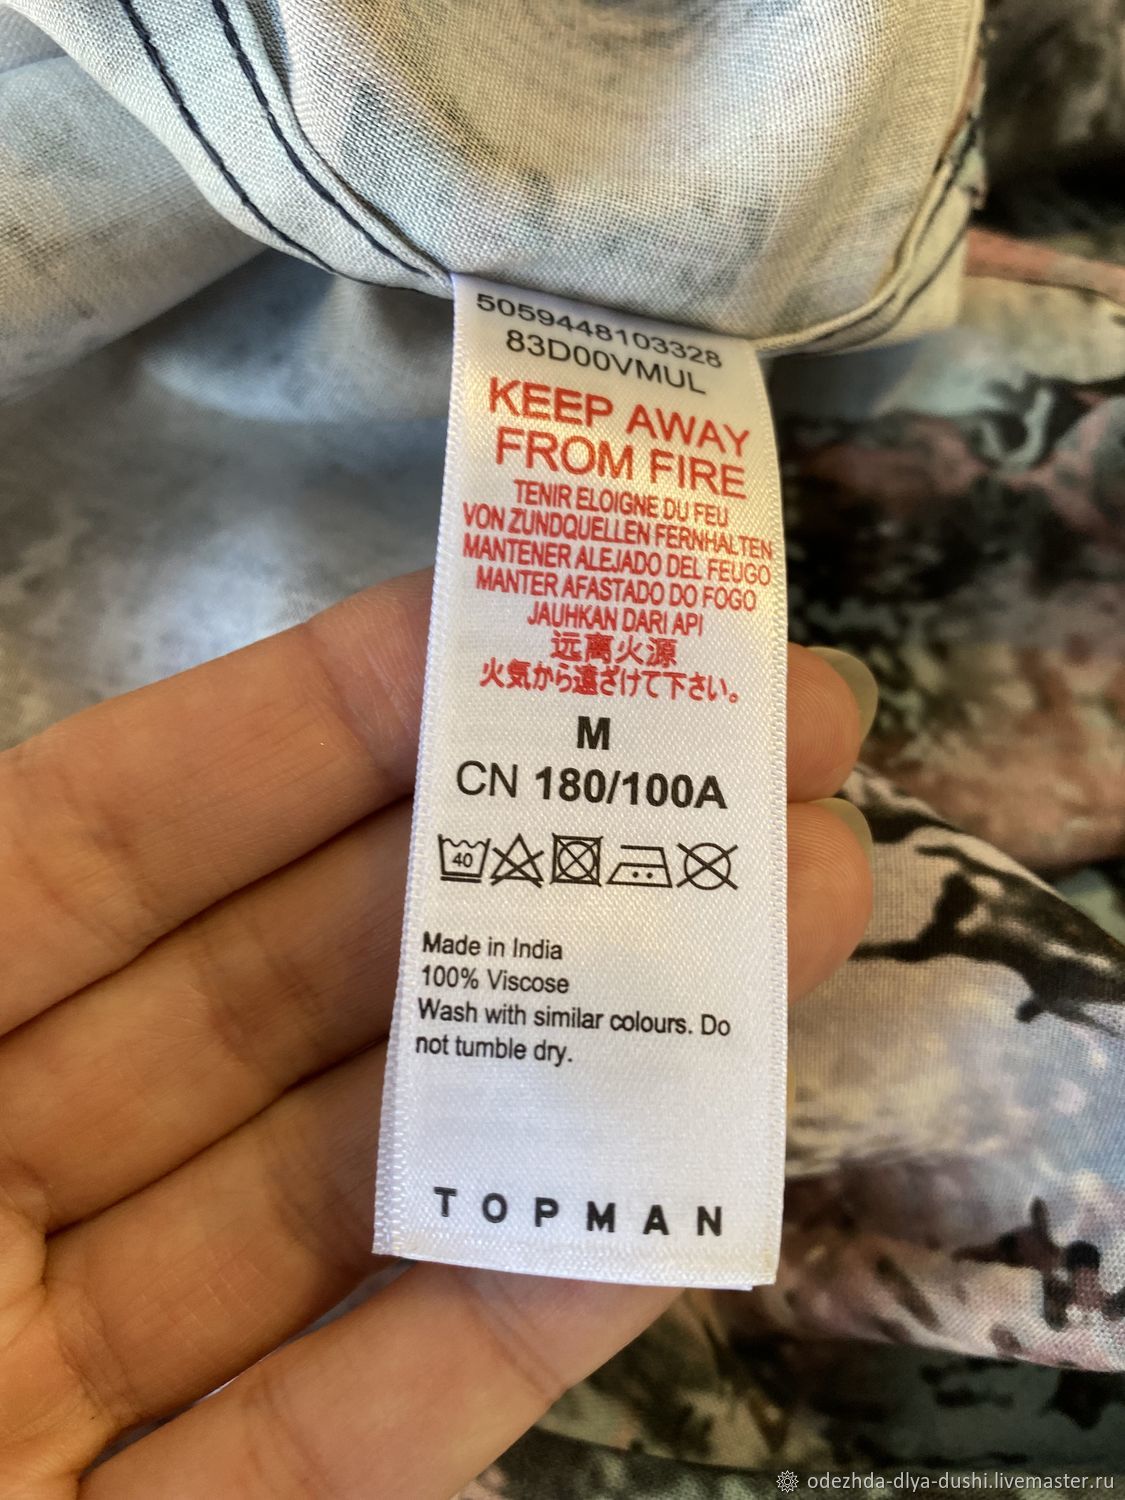 5059448103328
83D00VMUL
KEEP AWAY
FROM FIRE
TENIR ELOIGNE DU FEU
VON ZUNDQUELLEN FERNHALTEN
MANTENER ALEJADO DEL FEUGO
MANTER AFASTADO DO FOGO
JAUHKAN DARI API
远离火源
火気から遠ざけて下さい。
M
CN 180/100A
40
Made in India
100% Viscose
Wash with similar colours. Do
not tumble dry.
TOPMAN
odezhda-dlya-dushi.livemaster.ru